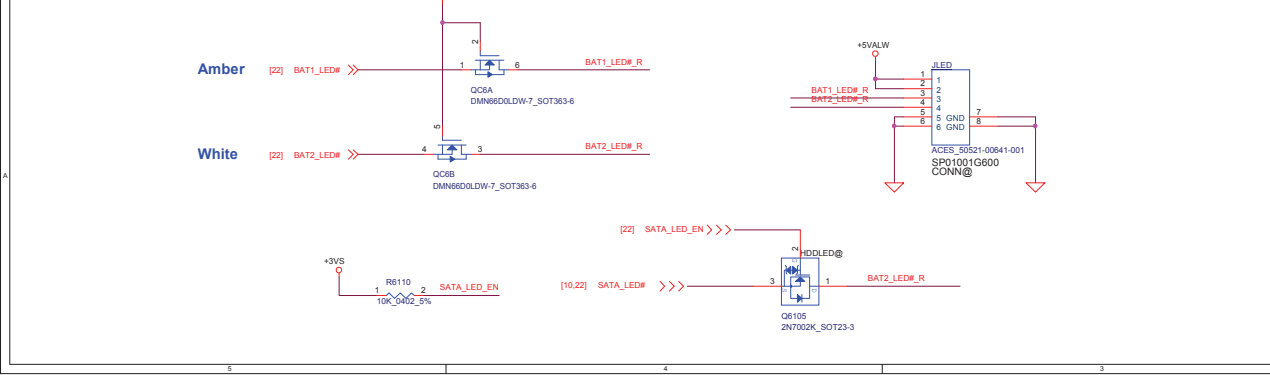 Amber
[22]
BAT1_LED#
2
1
6
BAT1_LED#_R
QC6A
DMN66D0LDW-7_SOT363-6
White
[22]
BAT2_LED#
5
4
3
BAT2_LED#_R
QC6B
DMN66D0LDW-7_SOT363-6
+5VALW
JLED
1
2
3
4
5
6
1
2
3
4
5 GND
6 GND
7
8
BAT1_LED#_R
BAT2_LED#_R
ACES_50521-00641-001
SP01001G600
CONN@
A
[22]
SATA_LED_EN
2
HDDLED@
+3VS
R6110
1
2
SATA_LED_EN
10K_0402_5%
[10,22]
SATA_LED#
3
1
BAT2_LED#_R
Q6105
2N7002K_SOT23-3
5
4
3